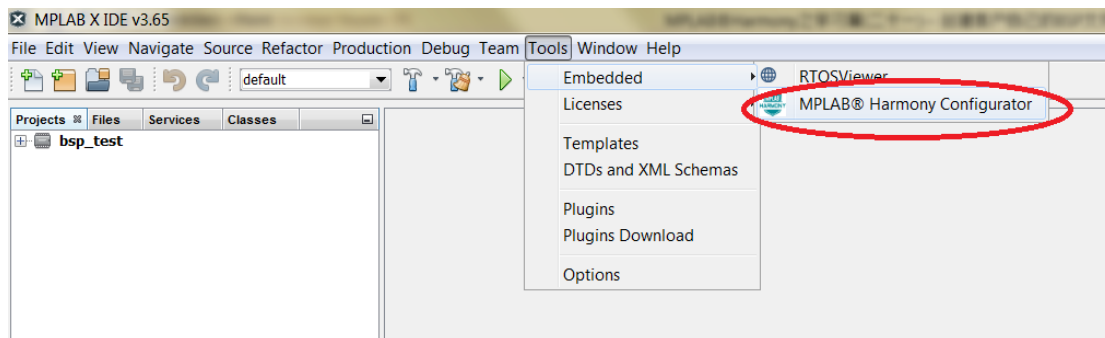 MPLAB X IDE v3.65
File Edit View Navigate Source Refactor Production Debug Team Tools Window Help
default
Embedded
RTOSViewer
Licenses
MPLAB® Harmony Configurator
Projects Files Services Classes
Templates
bsp_test
DTDs and XML Schemas
Plugins
Plugins Download
Options